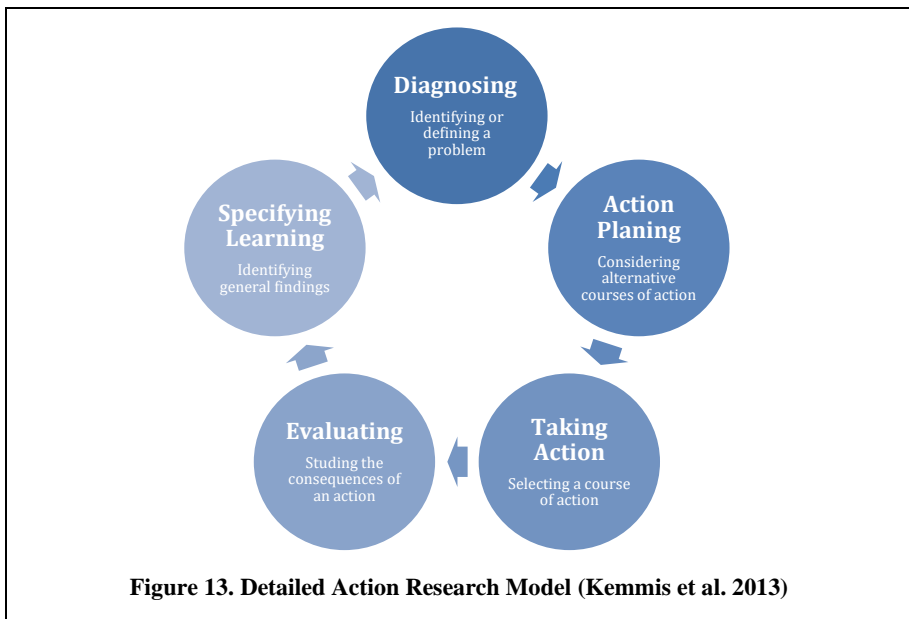 Diagnosing
Identifying or
defining a
problem
Action
Planing
Considering
alternative
courses of action
Taking
Action
Selecting a course
of action
Evaluating
Studing the
consequences of
an action
Specifying
Learning
Identifying
general findings
Figure 13. Detailed Action Research Model (Kemmis et al. 2013)